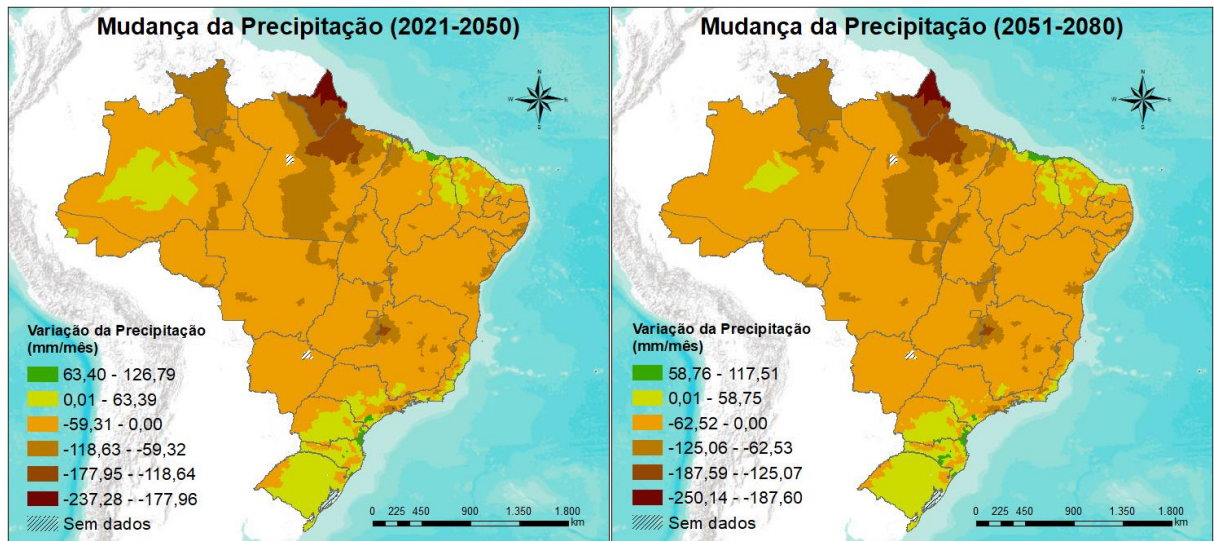 Mudança da Precipitação (2021-2050)
N
W E
S
Variação da Precipitação
(mm/mês)
63,40 - 126,79
0,01 - 63,39
-59,31 - 0,00
-118,63 - -59,32
-177,95 - -118,64
-237,28 - -177,96
Sem dados
0 225 450 900 1.350 1.800
km
Mudança da Precipitação (2051-2080)
N
W E
S
Variação da Precipitação
(mm/mês)
58,76 - 117,51
0,01 - 58,75
-62,52 - 0,00
-125,06 - -62,53
-187,59 - -125,07
-250,14 - -187,60
Sem dados
0 225 450 900 1.350 1.800
km